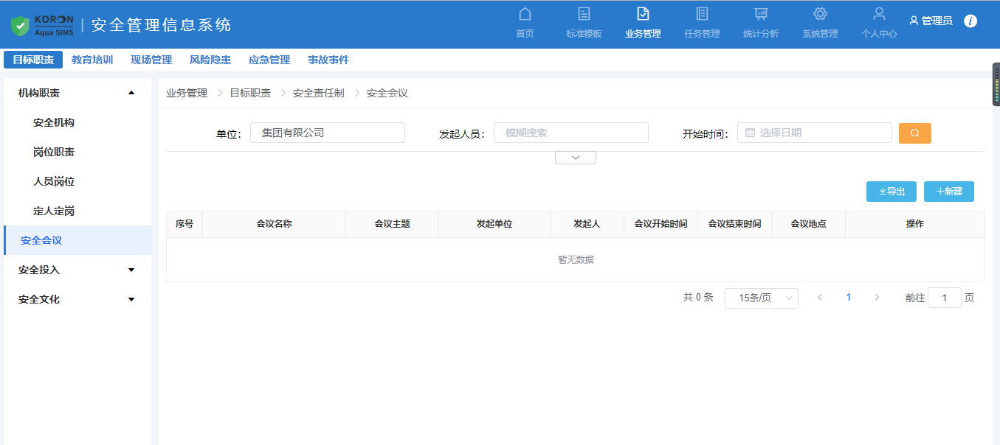 KORON
Aqua SIMS
安全管理信息系统
首页
标准模板
业务管理
任务管理
统计分析
系统管理
个人中心
管理员
i
目标职责 教育培训 现场管理 风险隐患 应急管理 事故事件
机构职责
安全机构
岗位职责
人员岗位
定人定岗
安全会议
安全投入
安全文化
业务管理 > 目标职责 > 安全责任制 > 安全会议
单位: 集团有限公司 发起人员: 模糊搜索 开始时间: 选择日期
导出 +新建
序号 会议名称 会议主题 发起单位 发起人 会议开始时间 会议结束时间 会议地点 操作
暂无数据
共 0 条 15条/页 < 1 > 前往 1 页